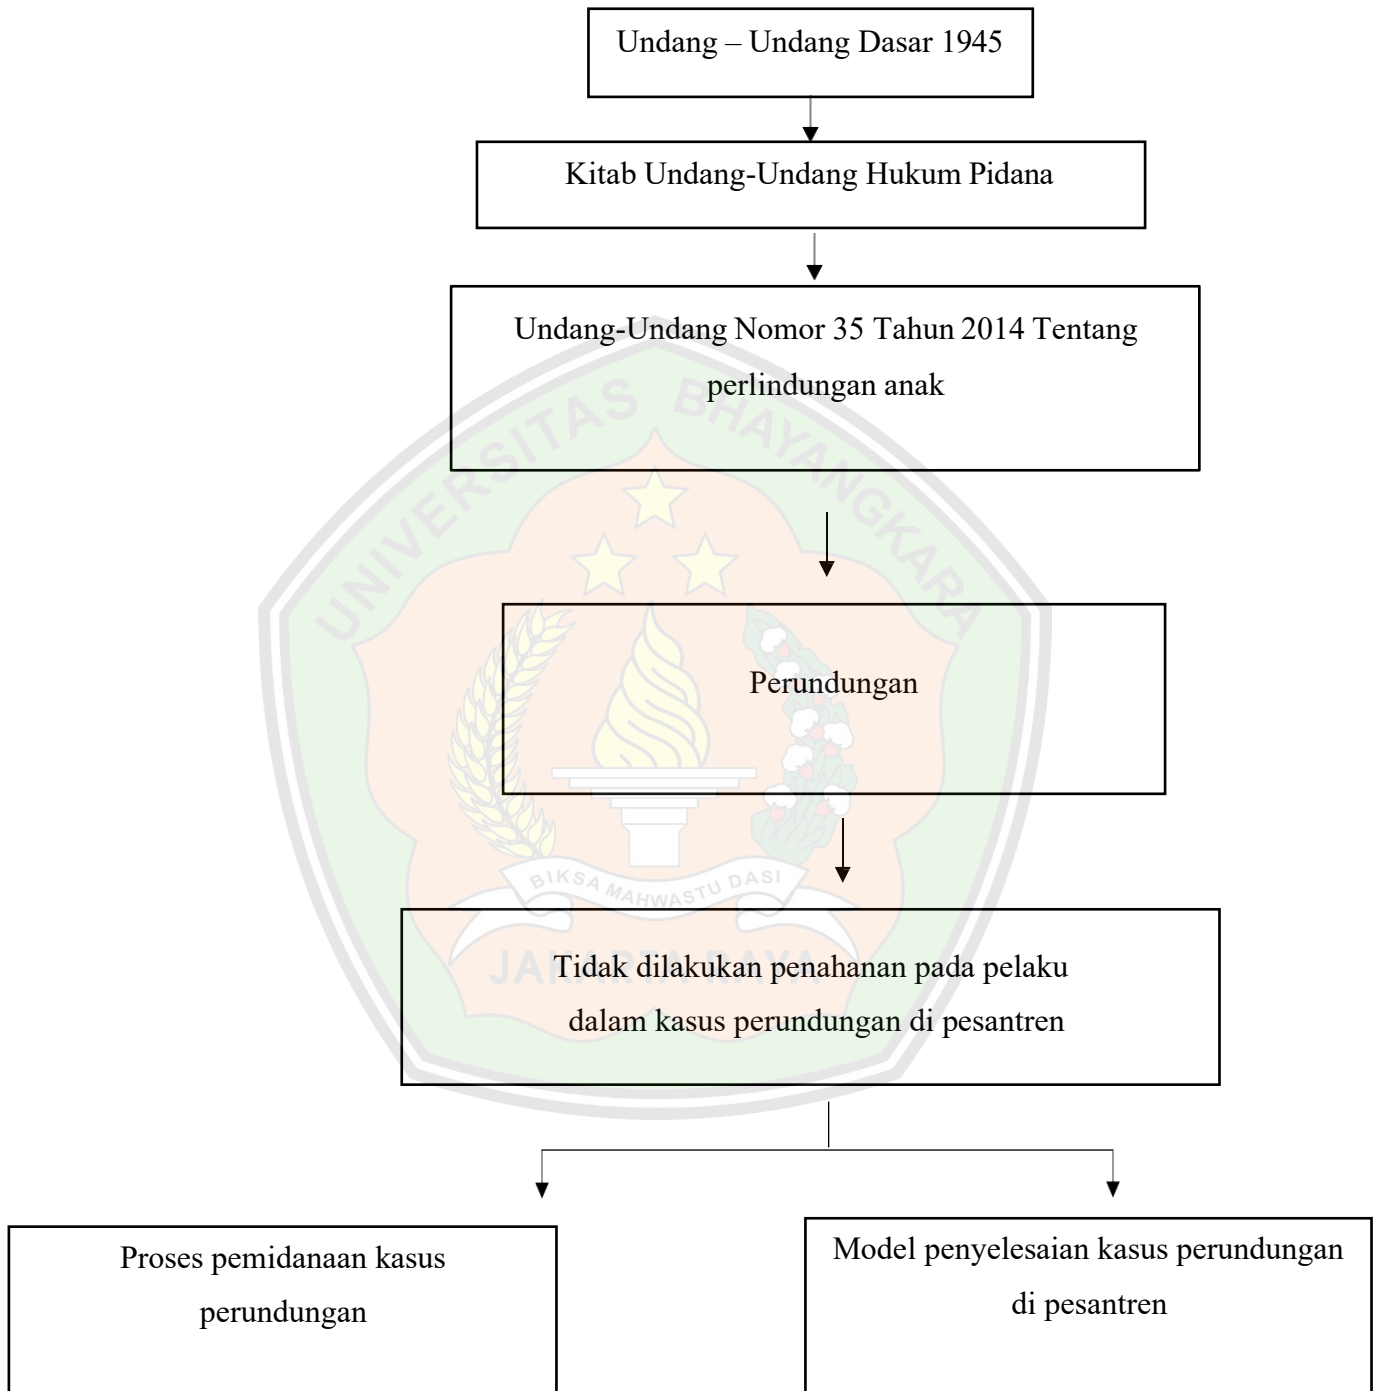 Undang – Undang Dasar 1945
Kitab Undang-Undang Hukum Pidana
Undang-Undang Nomor 35 Tahun 2014 Tentang
perlindungan anak
UNIVERSITAS BHAYANGKARA
Perundungan
BIKSA MAHWASTU DASI
JAKARTA RAYA
Tidak dilakukan penahanan pada pelaku
dalam kasus perundungan di pesantren
Proses pemidanaan kasus
perundungan
Model penyelesaian kasus perundungan
di pesantren